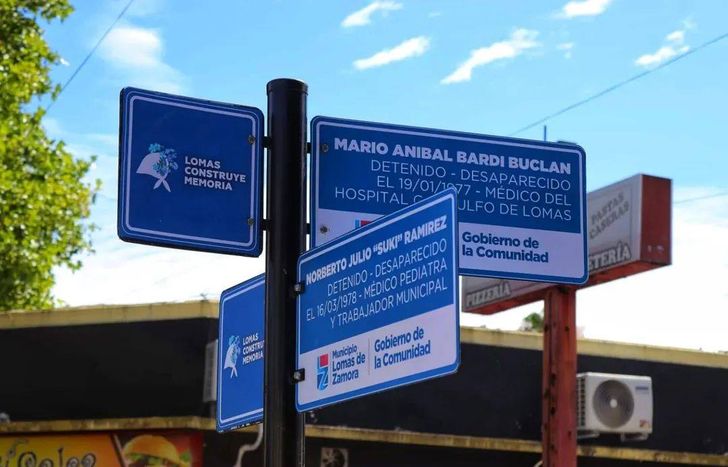 LOMAS
CONSTRUYE
MEMORIA
MARIO ANIBAL BARDI BUCLAN
DETENIDO - DESAPARECIDO
EL 19/01/1977 - MÉDICO DEL
HOSPITAL ULFO DE LOMAS
Gobierno de
la Comunidad
NORBERTO JULIO "SUKI" RAMIREZ
DETENIDO - DESAPARECIDO
EL 16/03/1978 - MÉDICO PEDIATRA
Y TRABAJADOR MUNICIPAL
Municipio
Lomas de
Zamora
Gobierno de
la Comunidad
LOMAS
CONSTRUYE
MEMORIA
PASTAS
CASERAS
PIZZERÍA